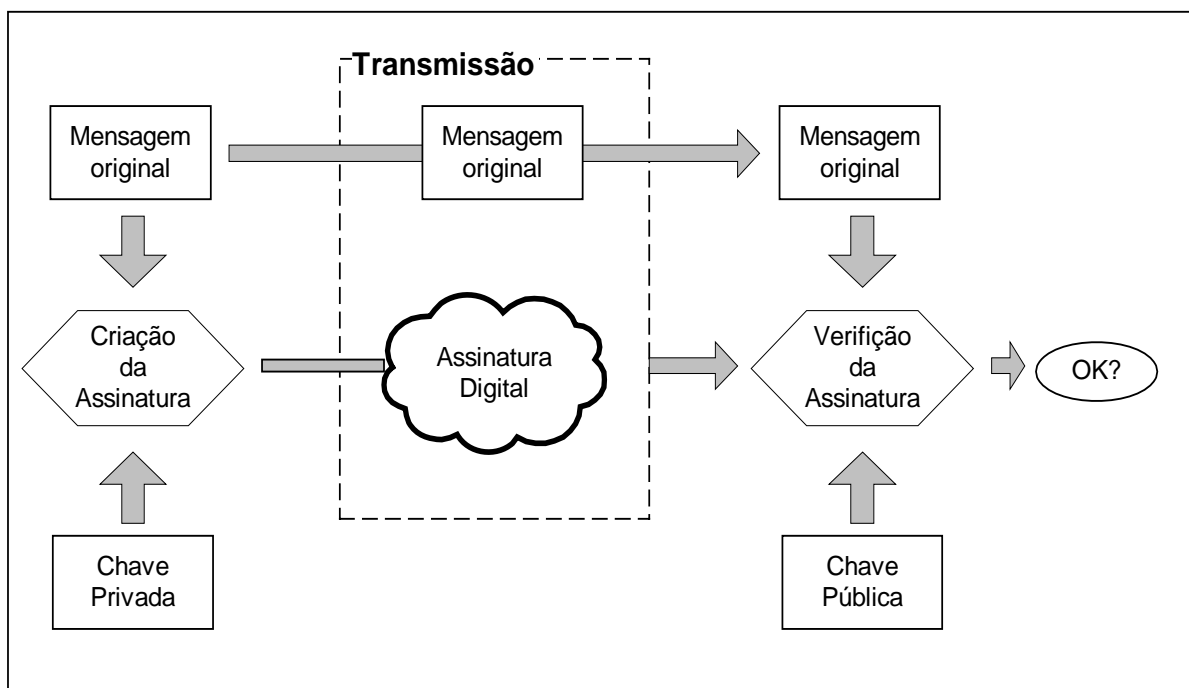 Transmissão
Mensagem
original
Mensagem
original
Mensagem
original
Criação
da
Assinatura
Assinatura
Digital
Verifição
da
Assinatura
OK?
Chave
Privada
Chave
Pública